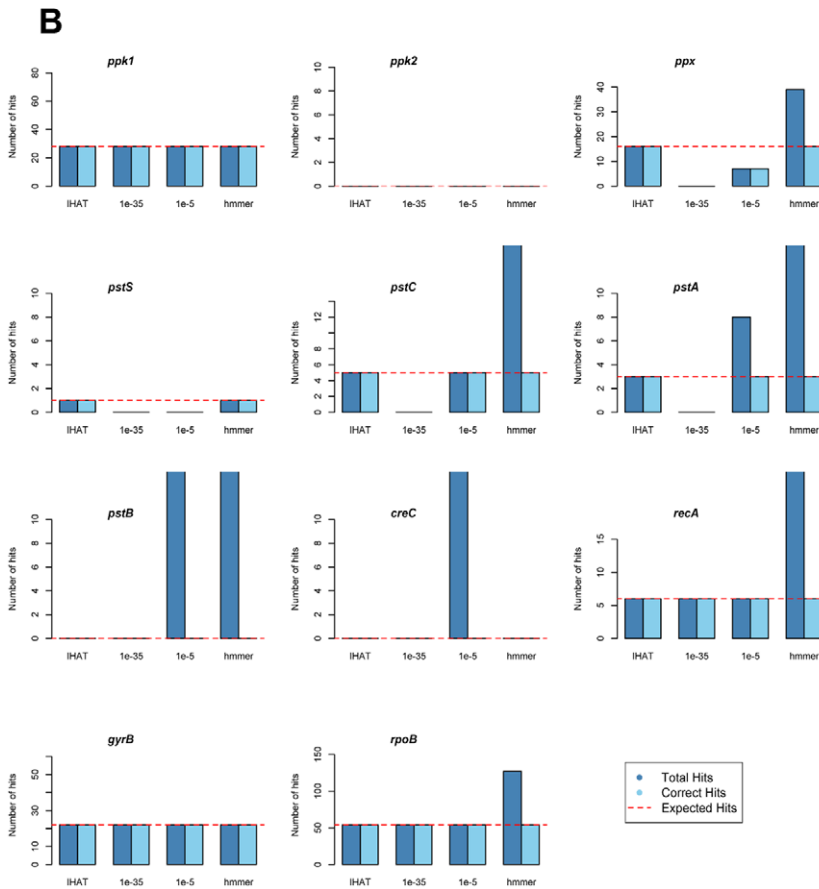 B
ppk1
Number of hits
80
60
40
20
0
IHAT 1e-35 1e-5 hmmer
ppk2
Number of hits
10
8
6
4
2
0
IHAT 1e-35 1e-5 hmmer
ppx
Number of hits
40
30
20
10
0
IHAT 1e-35 1e-5 hmmer
pstS
Number of hits
10
8
6
4
2
0
IHAT 1e-35 1e-5 hmmer
pstC
Number of hits
12
8
6
4
2
0
IHAT 1e-35 1e-5 hmmer
pstA
Number of hits
10
8
6
4
2
0
IHAT 1e-35 1e-5 hmmer
pstB
Number of hits
10
8
6
4
2
0
IHAT 1e-35 1e-5 hmmer
creC
Number of hits
10
8
6
4
2
0
IHAT 1e-35 1e-5 hmmer
recA
Number of hits
15
10
5
0
IHAT 1e-35 1e-5 hmmer
gyrB
Number of hits
50
30
20
10
0
IHAT 1e-35 1e-5 hmmer
rpoB
Number of hits
150
100
50
0
IHAT 1e-35 1e-5 hmmer
Total Hits
Correct Hits
Expected Hits